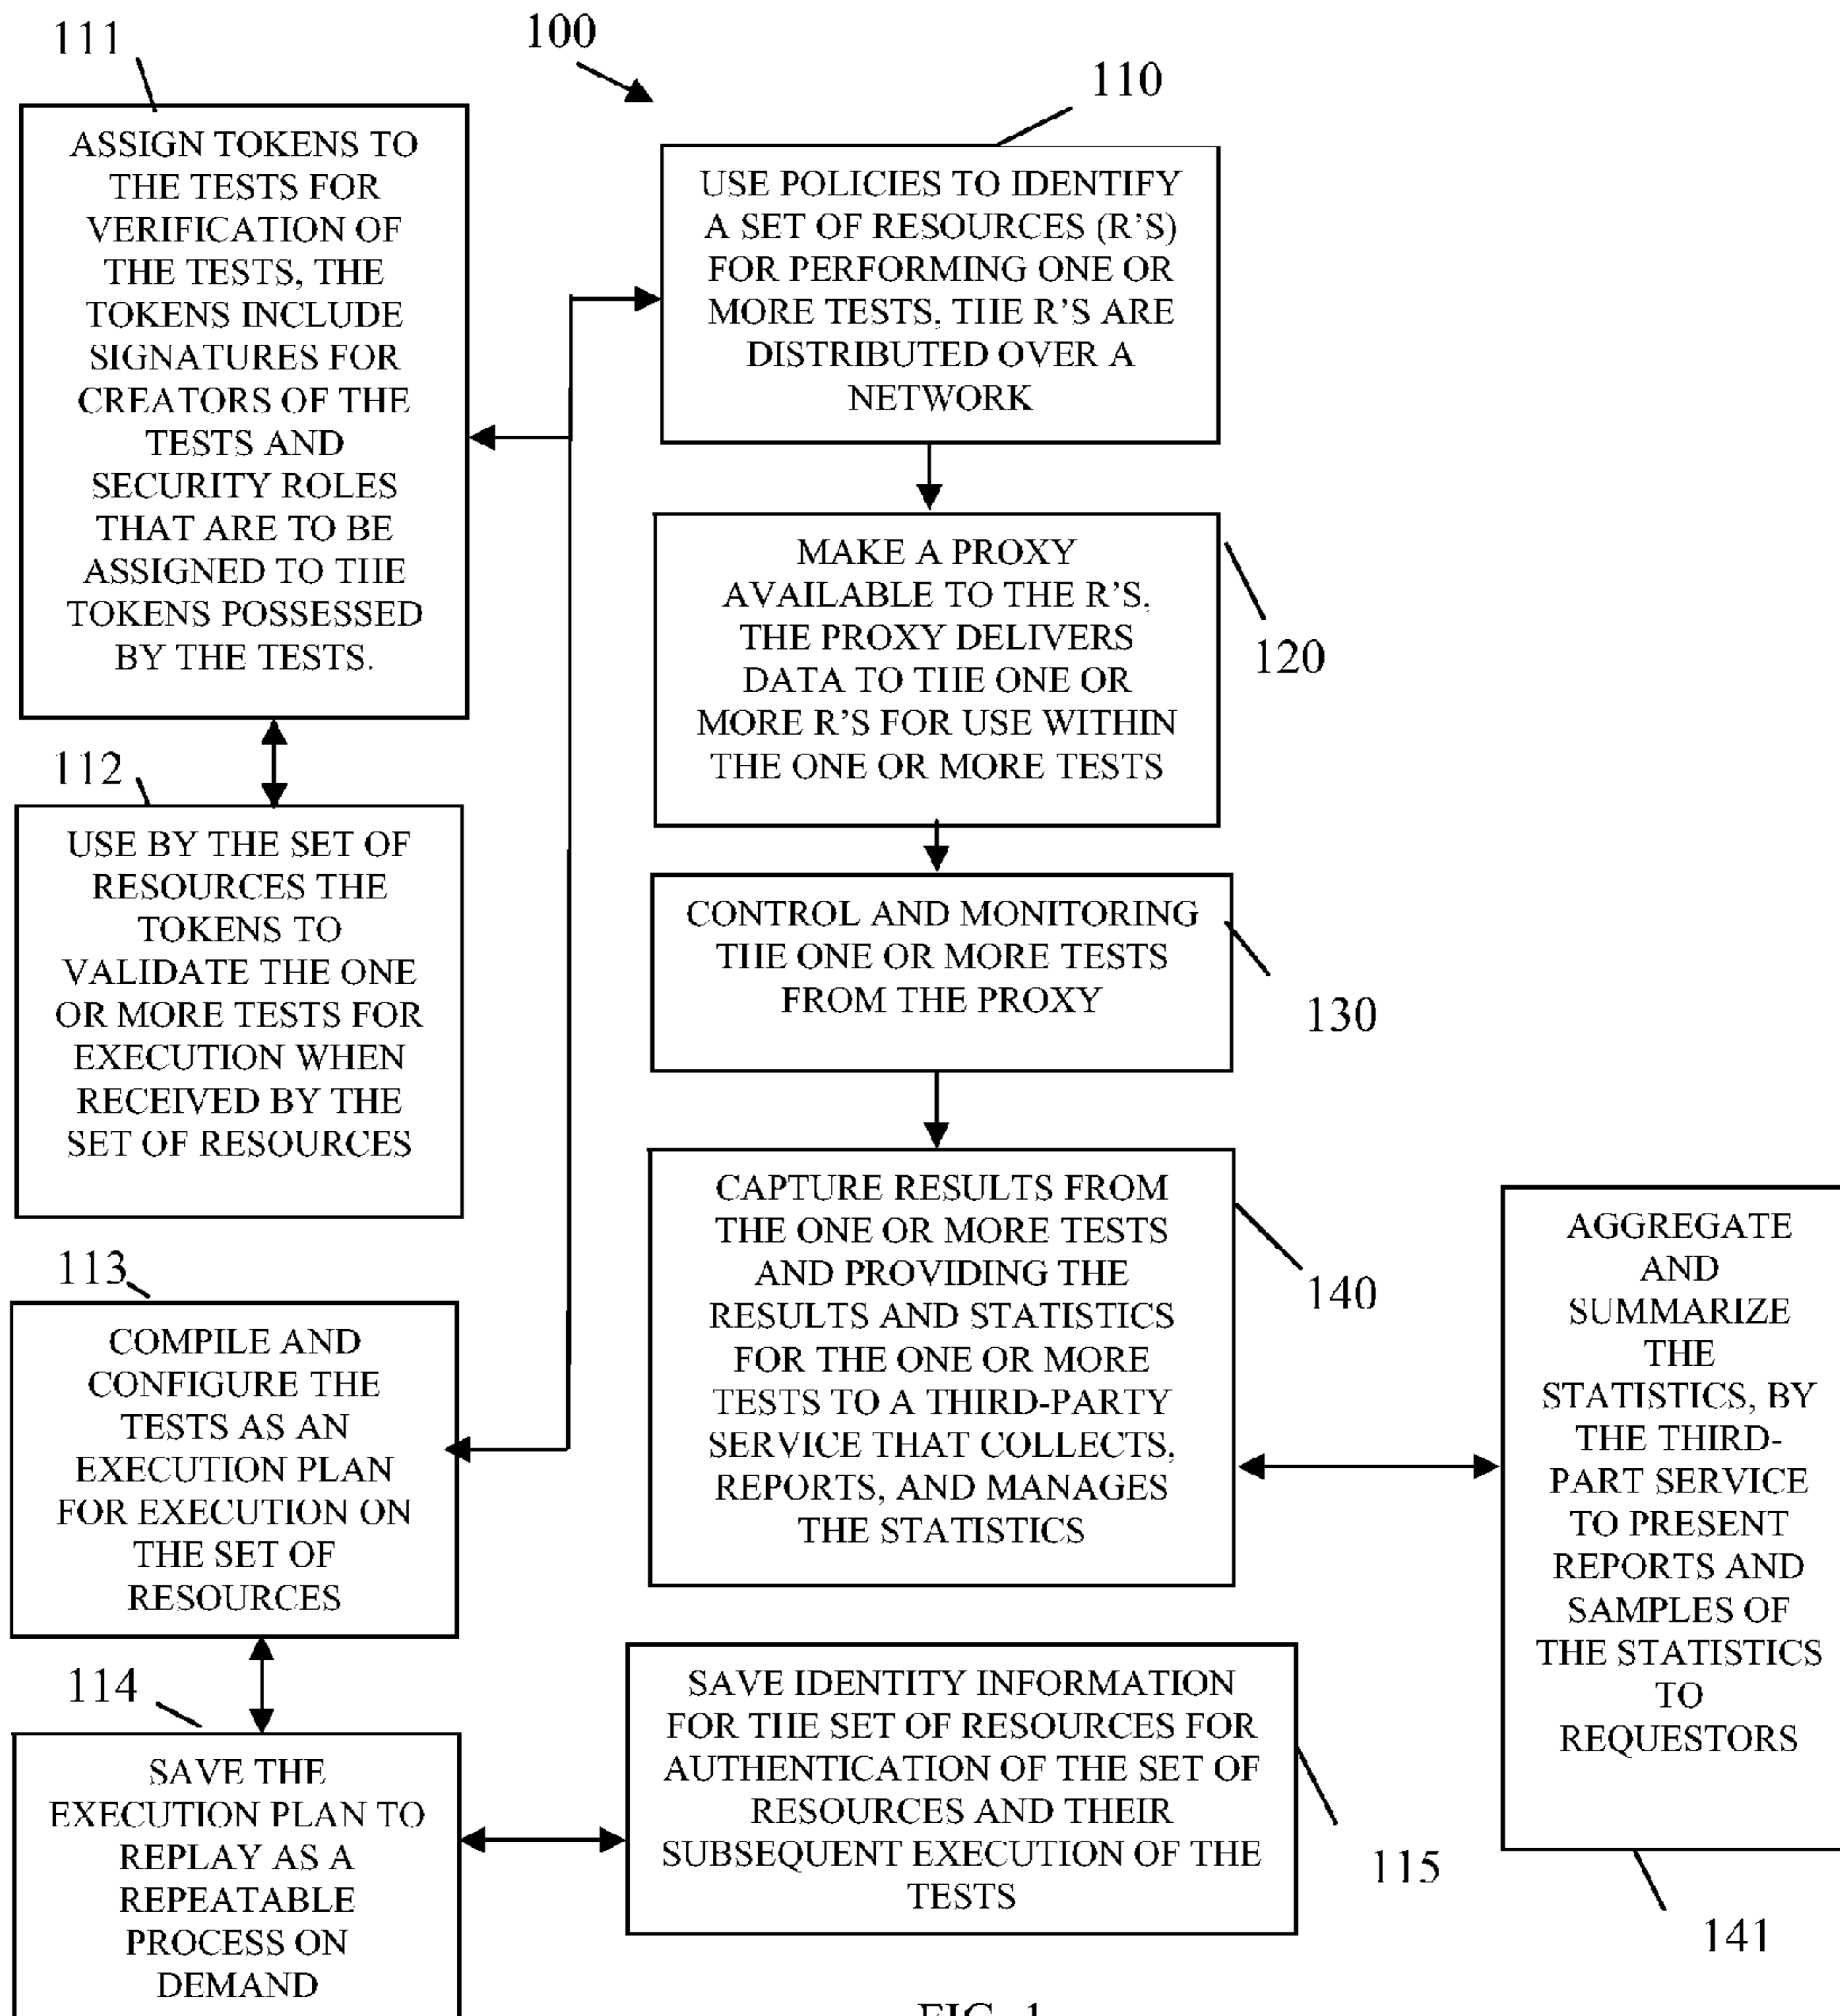 100
111
ASSIGN TOKENS TO
THE TESTS FOR
VERIFICATION OF
THE TESTS, THE
TOKENS INCLUDE
SIGNATURES FOR
CREATORS OF THE
TESTS AND
SECURITY ROLES
THAT ARE TO BE
ASSIGNED TO THE
TOKENS POSSESSED
BY THE TESTS.
112
USE BY THE SET OF
RESOURCES THE
TOKENS TO
VALIDATE THE ONE
OR MORE TESTS FOR
EXECUTION WHEN
RECEIVED BY THE
SET OF RESOURCES
113
COMPILE AND
CONFIGURE THE
TESTS AS AN
EXECUTION PLAN
FOR EXECUTION ON
THE SET OF
RESOURCES
114
SAVE THE
EXECUTION PLAN TO
REPLAY AS A
REPEATABLE
PROCESS ON
DEMAND
110
USE POLICIES TO IDENTIFY
A SET OF RESOURCES (R'S)
FOR PERFORMING ONE OR
MORE TESTS, THE R'S ARE
DISTRIBUTED OVER A
NETWORK
MAKE A PROXY
AVAILABLE TO THE R'S,
THE PROXY DELIVERS
DATA TO THE ONE OR
MORE R'S FOR USE WITHIN
THE ONE OR MORE TESTS
120
CONTROL AND MONITORING
THE ONE OR MORE TESTS
FROM THE PROXY
130
CAPTURE RESULTS FROM
THE ONE OR MORE TESTS
AND PROVIDING THE
RESULTS AND STATISTICS
FOR THE ONE OR MORE
TESTS TO A THIRD-PARTY
SERVICE THAT COLLECTS,
REPORTS, AND MANAGES
THE STATISTICS
140
SAVE IDENTITY INFORMATION
FOR THE SET OF RESOURCES FOR
AUTHENTICATION OF THE SET OF
RESOURCES AND THEIR
SUBSEQUENT EXECUTION OF THE
TESTS
115
AGGREGATE
AND
SUMMARIZE
THE
STATISTICS, BY
THE THIRD-
PART SERVICE
TO PRESENT
REPORTS AND
SAMPLES OF
THE STATISTICS
TO
REQUESTORS
141
FIG. 1